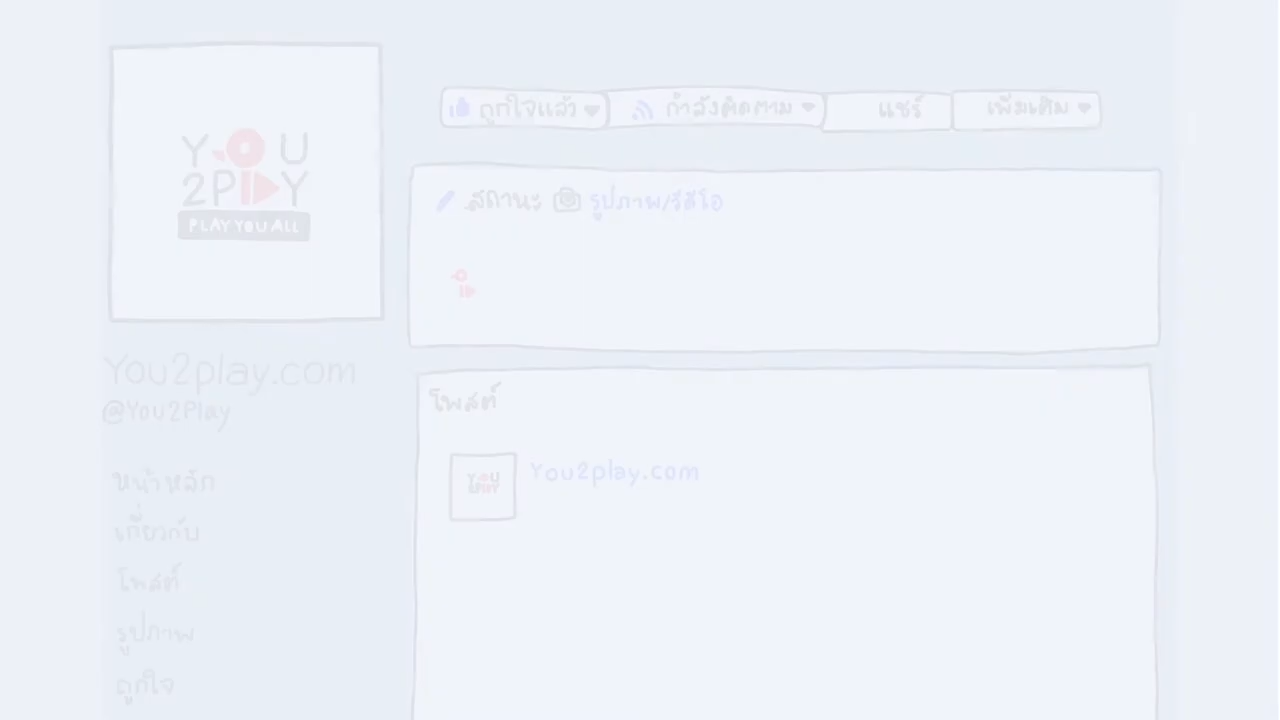 YOU
2PLAY
PLAY YOU ALL
ถูกใจแล้ว กำลังติดตาม แชร์ เพิ่มเติม
สถานะ รูปภาพ/วีดีโอ
You2play.com
@You2Play
หน้าหลัก
เกี่ยวกับ
โพสต์
รูปภาพ
ถูกใจ
โพสต์
YOU
2PLAY
You2play.com